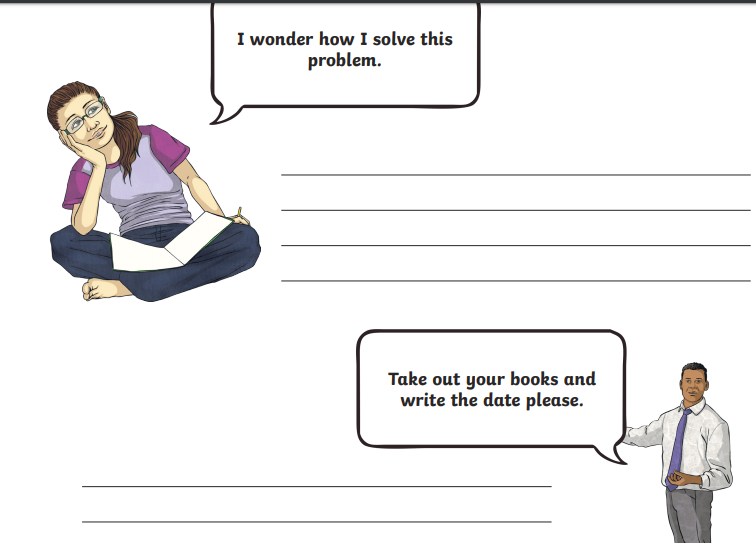 I wonder how I solve this
problem.
Take out your books and
write the date please.